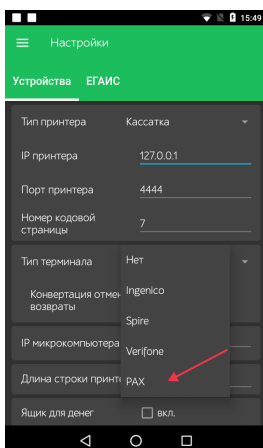 15:49
Настройки
Устройства ЕГАИС
Тип принтера Кассатка
IP принтера 127.0.0.1
Порт принтера 4444
Номер кодовой
страницы 7
Тип терминала Нет
Конвертация отмен
возвраты Ingenico
Spire
IP микрокомпьютера Verifone
Длина строки принт PAX
Ящик для денег вкл.